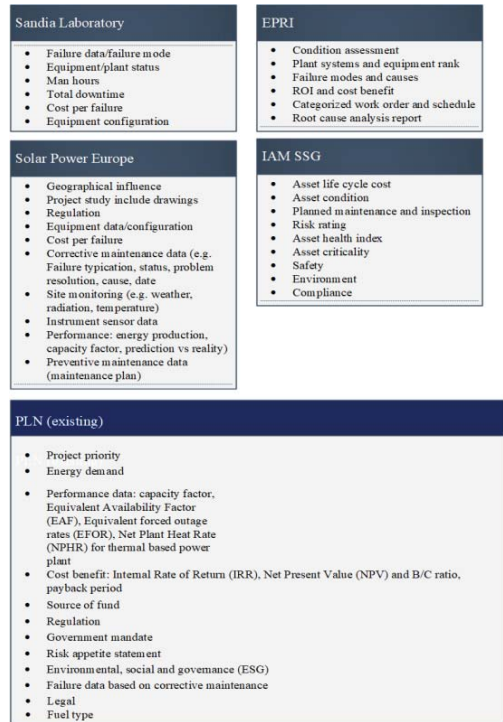 Sandia Laboratory
• Failure data/failure mode
• Equipment/plant status
• Man hours
• Total downtime
• Cost per failure
• Equipment configuration
EPRI
• Condition assessment
• Plant systems and equipment rank
• Failure modes and causes
• ROI and cost benefit
• Categorized work order and schedule
• Root cause analysis report
Solar Power Europe
• Geographical influence
• Project study include drawings
• Regulation
• Equipment data/configuration
• Cost per failure
• Corrective maintenance data (e.g.
Failure typication, status, problem
resolution, cause, date
• Site monitoring (e.g. weather,
radiation, temperature)
• Instrument sensor data
• Performance: energy production,
capacity factor, prediction vs reality)
• Preventive maintenance data
(maintenance plan)
IAM SSG
• Asset life cycle cost
• Asset condition
• Planned maintenance and inspection
• Risk rating
• Asset health index
• Asset criticality
• Safety
• Environment
• Compliance
PLN (existing)
• Project priority
• Energy demand
• Performance data: capacity factor,
Equivalent Availability Factor
(EAF), Equivalent forced outage
rates (EFOR), Net Plant Heat Rate
(NPHR) for thermal based power
plant
• Cost benefit: Internal Rate of Return (IRR), Net Present Value (NPV) and B/C ratio,
payback period
• Source of fund
• Regulation
• Government mandate
• Risk appetite statement
• Environmental, social and governance (ESG)
• Failure data based on corrective maintenance
• Legal
• Fuel type